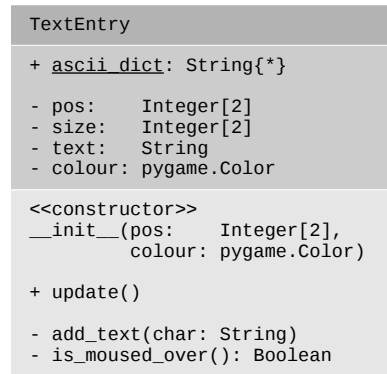 TextEntry
+ ascii_dict: String{*}
- pos:    Integer[2]
- size:   Integer[2]
- text:   String
- colour: pygame.Color
<<constructor>>
__init__(pos:    Integer[2],
         colour: pygame.Color)
+ update()
- add_text(char: String)
- is_moused_over(): Boolean